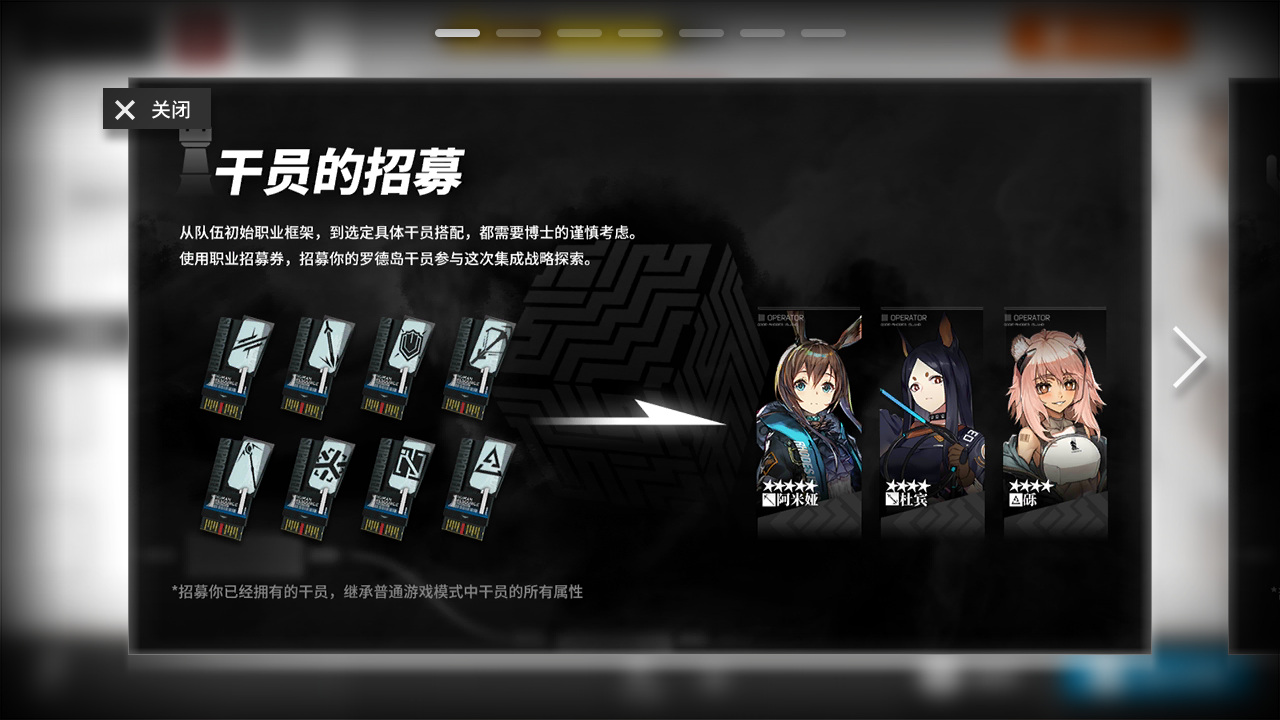 关闭
干员的招募
从队伍初始职业框架，到选定具体干员搭配，都需要博士的谨慎考虑。
使用职业招募券，招募你的罗德岛干员参与这次集成战略探索。
OPERATOR
OPERATOR
OPERATOR
阿米娅
杜宾
砾
*招募你已经拥有的干员，继承普通游戏模式中干员的所有属性